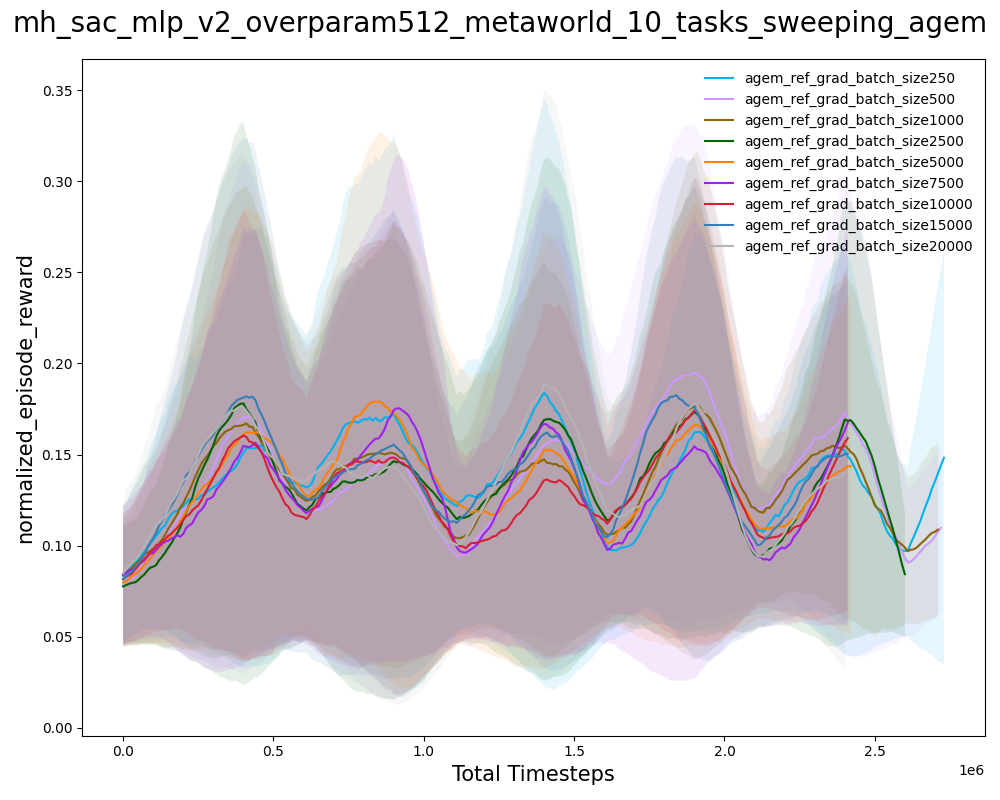 mh_sac_mlp_v2_overparam512_metaworld_10_tasks_sweeping_agem
agem_ref_grad_batch_size250
agem_ref_grad_batch_size500
agem_ref_grad_batch_size1000
agem_ref_grad_batch_size2500
agem_ref_grad_batch_size5000
agem_ref_grad_batch_size7500
agem_ref_grad_batch_size10000
agem_ref_grad_batch_size15000
agem_ref_grad_batch_size20000
normalized_episode_reward
0.35
0.30
0.25
0.20
0.15
0.10
0.05
0.00
0.0 0.5 1.0 1.5 2.0 2.5
1e6
Total Timesteps